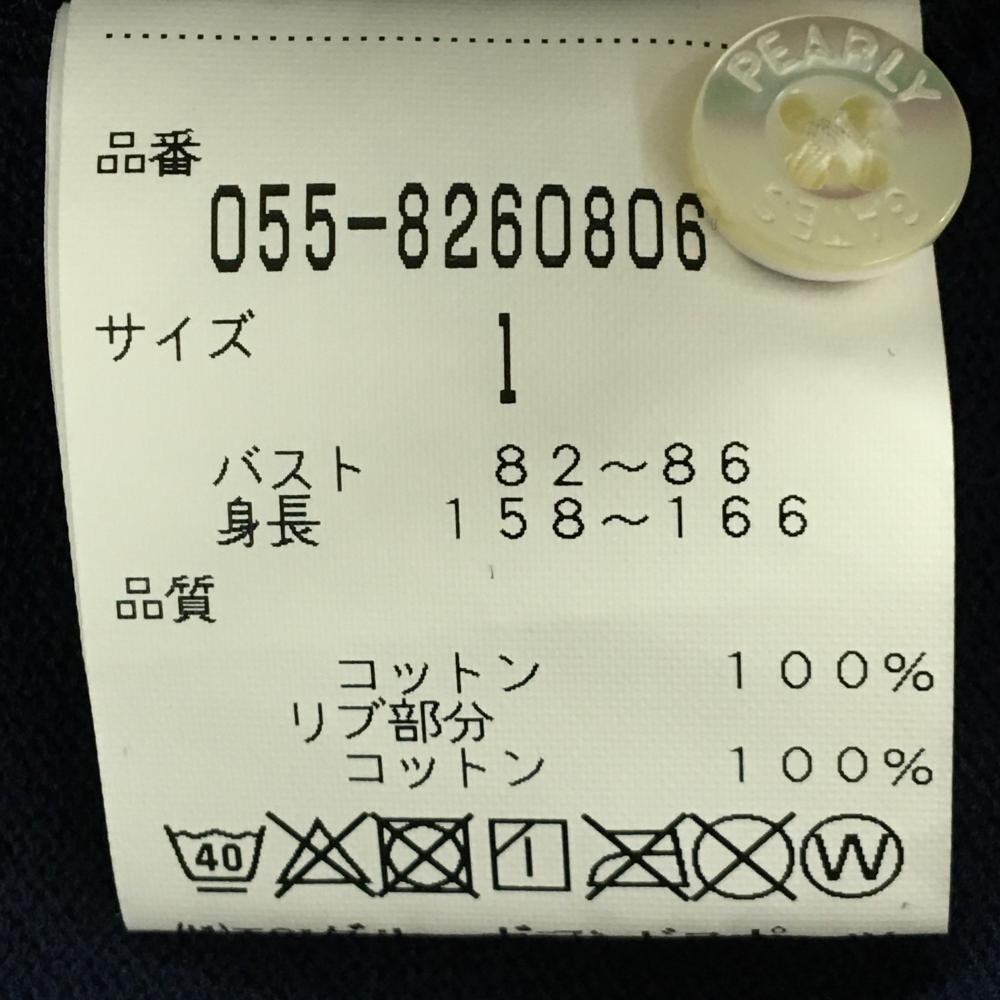 PEARLY
GATES
品番
055-8260806
サイズ
1
バスト 82~86
身長 158~166
品質
コットン 100%
リブ部分
コットン 100%
40
W